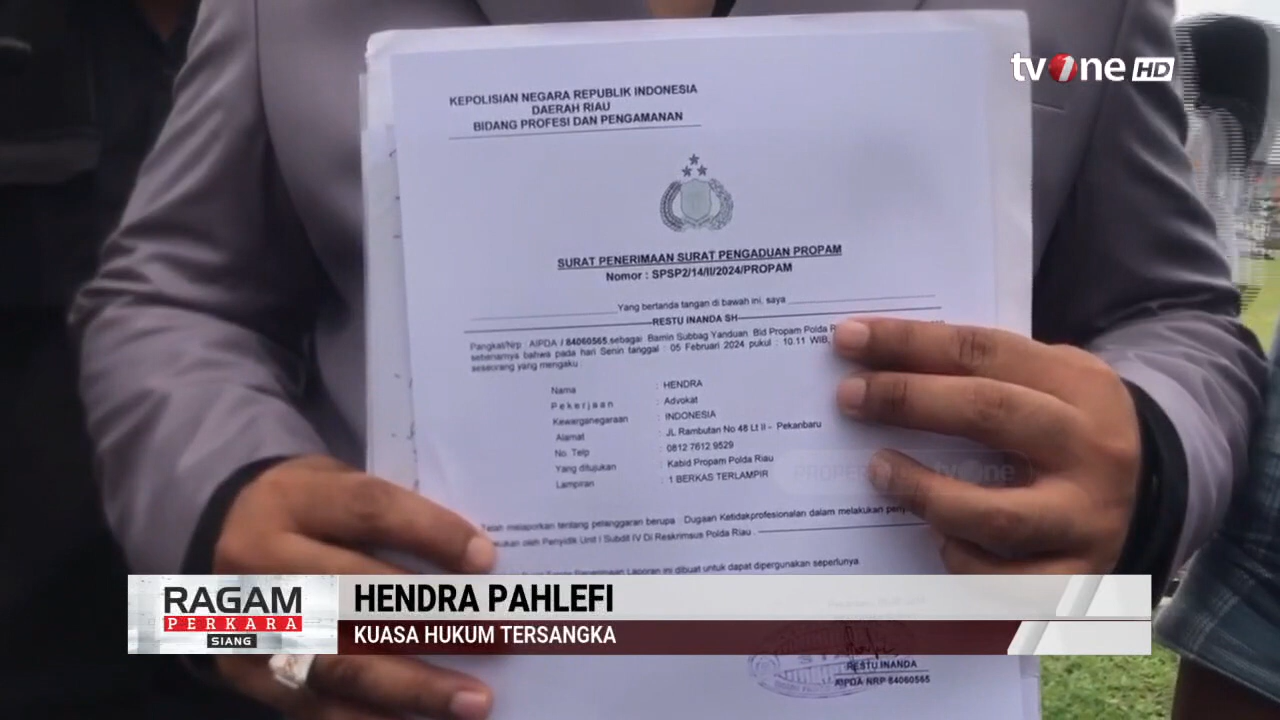 tvOne HD
KEPOLISIAN NEGARA REPUBLIK INDONESIA
DAERAH RIAU
BIDANG PROFESI DAN PENGAMANAN
SURAT PENERIMAAN SURAT PENGADUAN PROPAM
Nomor : SPSP2/14/II/2024/PROPAM
Yang bertanda tangan di bawah ini, saya
RESTU INANDA SH
Pangkat/Nrp : AIPDA / 84060565 sebagai Bamin Subbag Yanduan Bid Propam Polda
sebenarnya bahwa pada hari Senin tanggal : 05 Februari 2024 pukul : 10.11 WIB,
seseorang yang mengaku :
Nama : HENDRA
Pekerjaan : Advokat
Kewarganegaraan : INDONESIA
Alamat : JL Rambutan No 48 Lt II – Pekanbaru
No. Telp : 0812 7612 9529
Yang ditujukan : Kabid Propam Polda Riau
Lampiran : 1 BERKAS TERLAMPIR
tvOne
Telah melaporkan tentang pelanggaran berupa : Dugaan Ketidakprofesionalan dalam melakukan
oleh Penyidik Unit I Subdit IV Di Reskrimsus Polda Riau
Penerimaan Laporan ini dibuat untuk dapat dipergunakan seperlunya
RAGAM
PERKARA
SIANG
HENDRA PAHLEFI
KUASA HUKUM TERSANGKA
RESTU INANDA
AIPDA NRP 84060565